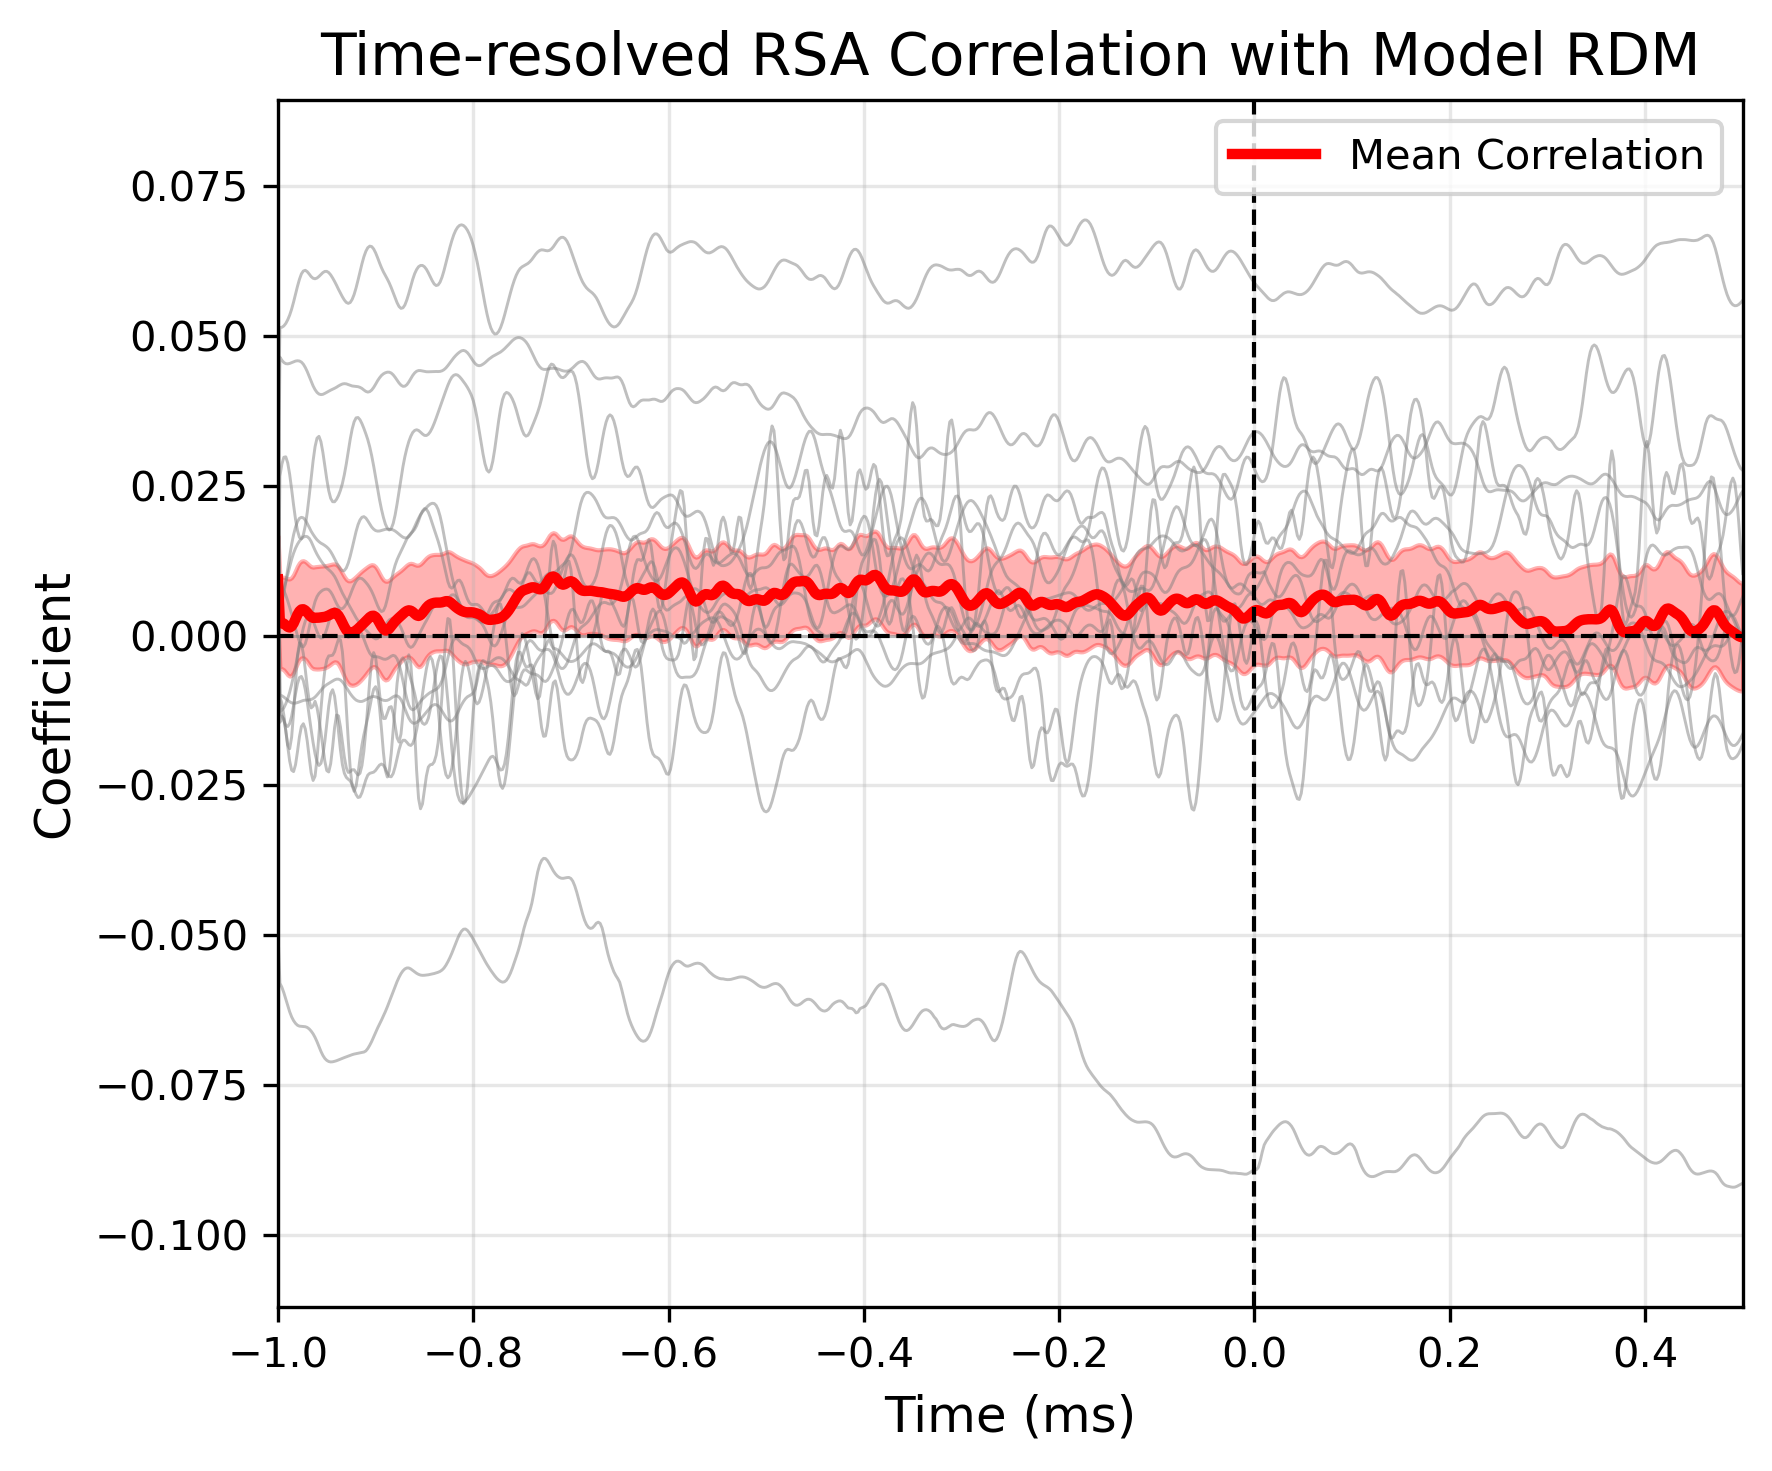 Time-resolved RSA Correlation with Model RDM
Mean Correlation
0.075
0.050
0.025
0.000
−0.025
−0.050
−0.075
−0.100
Coefficient
−1.0 −0.8 −0.6 −0.4 −0.2 0.0 0.2 0.4
Time (ms)